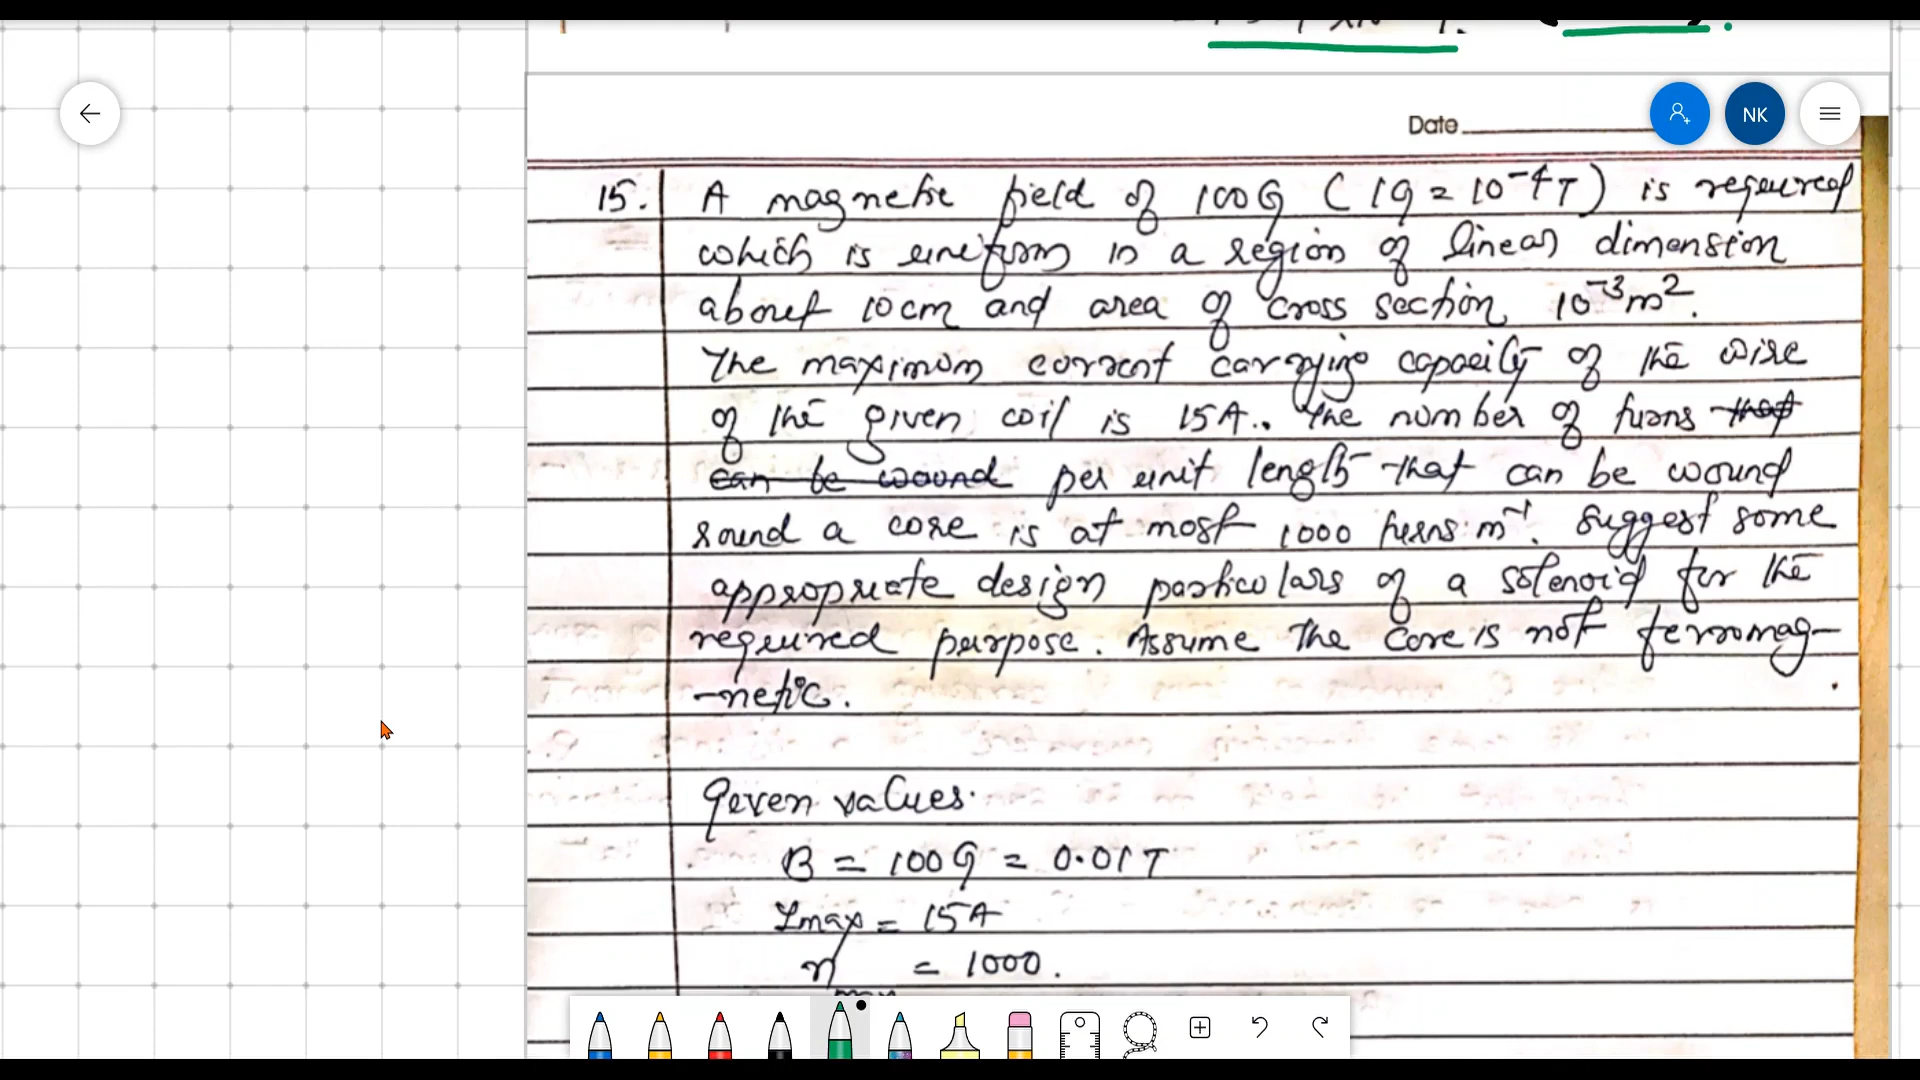 Date
NK
15. A magnetic field of 100G (1G = 10⁻⁴T) is required
which is uniform in a region of linear dimension
about 10cm and area of cross section 10⁻³m².
The maximum current carrying capacity of the wire
of the given coil is 15A. The number of turns that
can be wound per unit length that can be wound
round a core is at most 1000 turns m⁻¹. Suggest some
appropriate design particulars of a solenoid for the
required purpose. Assume the core is not ferromag-
-netic.
Given values.
B = 100G = 0.01T
Imax = 15A
n = 1000.
max